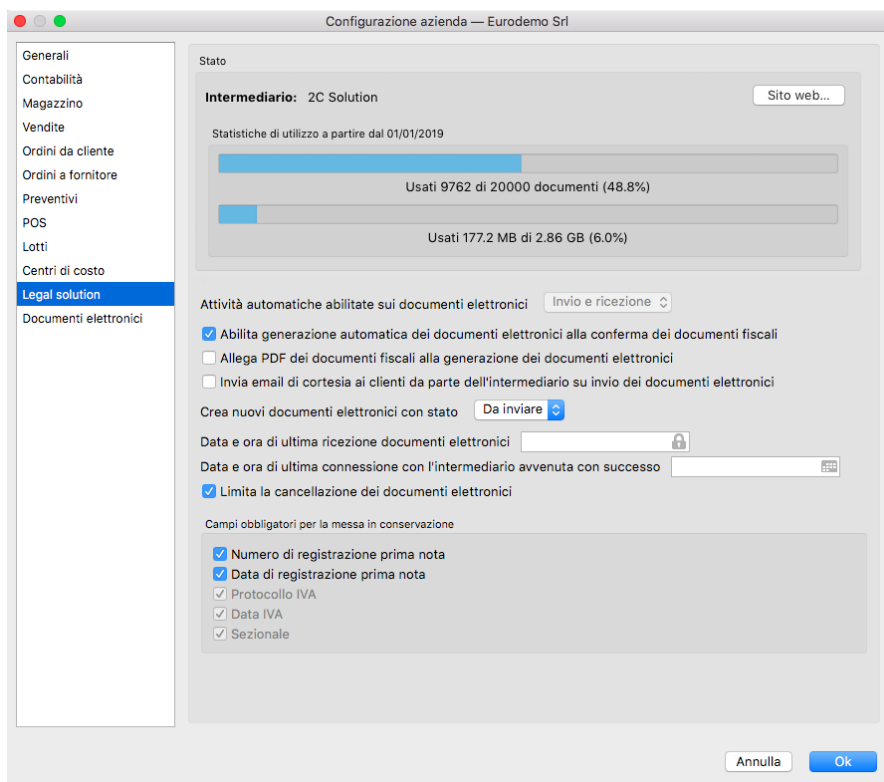 Configurazione azienda — Eurodemo Srl
Generali
Contabilità
Magazzino
Vendite
Ordini da cliente
Ordini a fornitore
Preventivi
POS
Lotti
Centri di costo
Legal solution
Documenti elettronici
Stato
Intermediario: 2C Solution
Sito web...
Statistiche di utilizzo a partire dal 01/01/2019
Usati 9762 di 20000 documenti (48.8%)
Usati 177.2 MB di 2.86 GB (6.0%)
Attività automatiche abilitate sui documenti elettronici Invio e ricezione
Abilita generazione automatica dei documenti elettronici alla conferma dei documenti fiscali
Allega PDF dei documenti fiscali alla generazione dei documenti elettronici
Invia email di cortesia ai clienti da parte dell'intermediario su invio dei documenti elettronici
Crea nuovi documenti elettronici con stato Da inviare
Data e ora di ultima ricezione documenti elettronici
Data e ora di ultima connessione con l'intermediario avvenuta con successo
Limita la cancellazione dei documenti elettronici
Campi obbligatori per la messa in conservazione
Numero di registrazione prima nota
Data di registrazione prima nota
Protocollo IVA
Data IVA
Sezionale
Annulla Ok